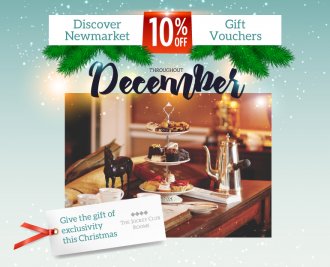 Discover
Newmarket
10%
OFF
Gift
Vouchers
THROUGHOUT
December
Give the gift of
exclusivity
this Christmas
THE JOCKEY CLUB
ROOMS